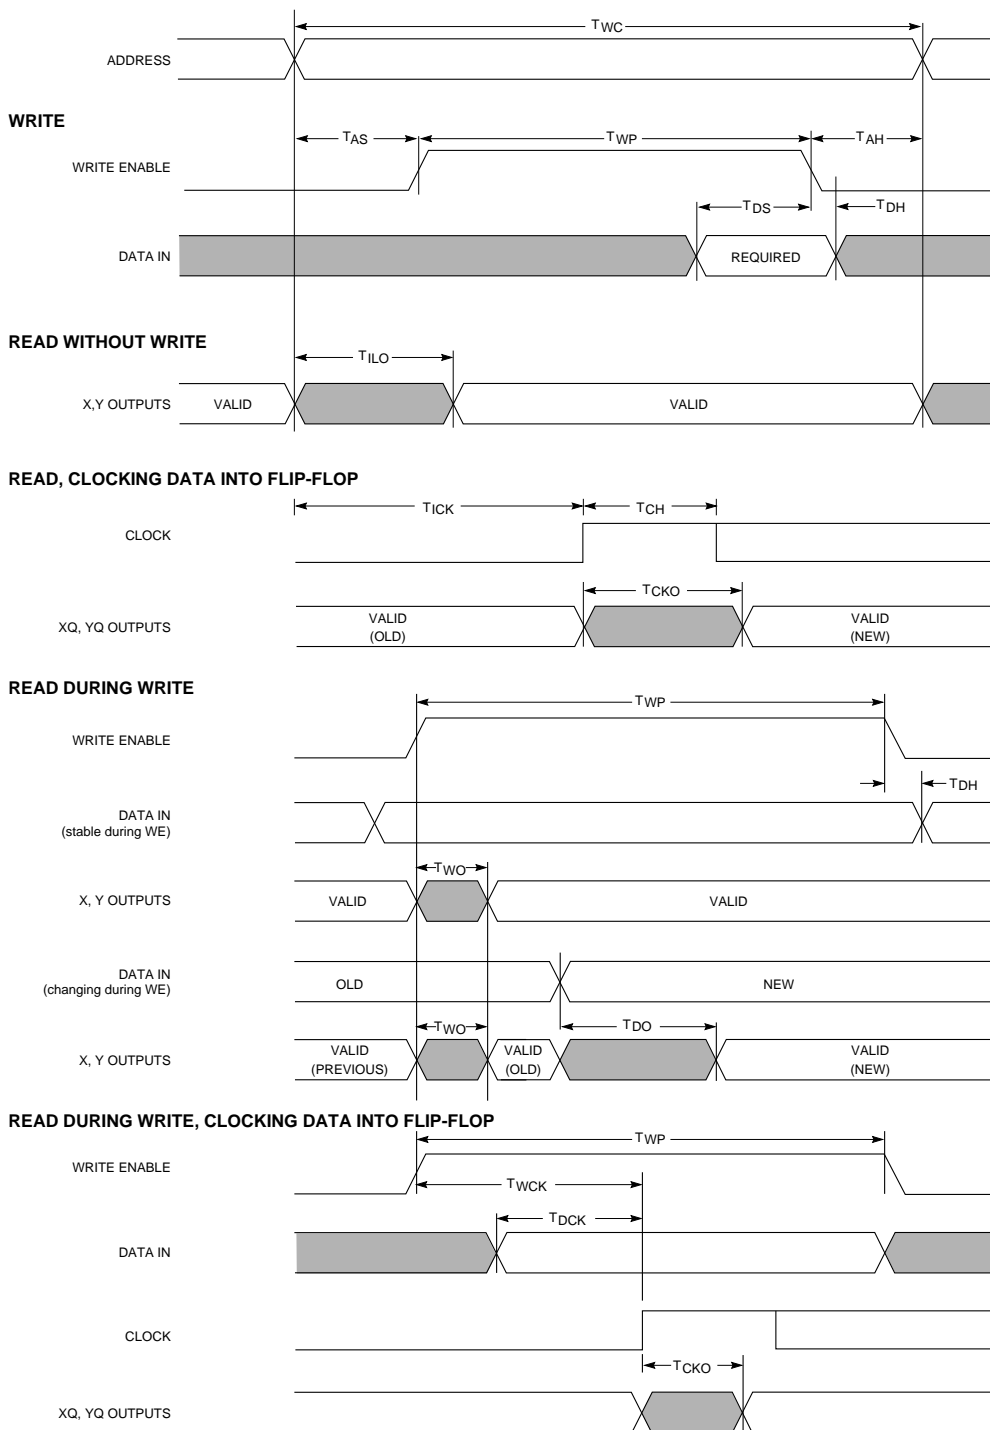 TWC
ADDRESS
WRITE
TAS TWP TAH
WRITE ENABLE
TDS TDH
DATA IN REQUIRED
READ WITHOUT WRITE
TILO
X,Y OUTPUTS VALID VALID
READ, CLOCKING DATA INTO FLIP-FLOP
TICK TCH
CLOCK
TCKO
XQ, YQ OUTPUTS VALID (OLD) VALID (NEW)
READ DURING WRITE
TWP
WRITE ENABLE
TDH
DATA IN
(stable during WE)
TWO
X, Y OUTPUTS VALID VALID
DATA IN
(changing during WE) OLD NEW
TWO TDO
X, Y OUTPUTS VALID (PREVIOUS) VALID (OLD) VALID (NEW)
READ DURING WRITE, CLOCKING DATA INTO FLIP-FLOP
TWP
WRITE ENABLE
TWCK
TDCK
DATA IN
CLOCK
TCKO
XQ, YQ OUTPUTS